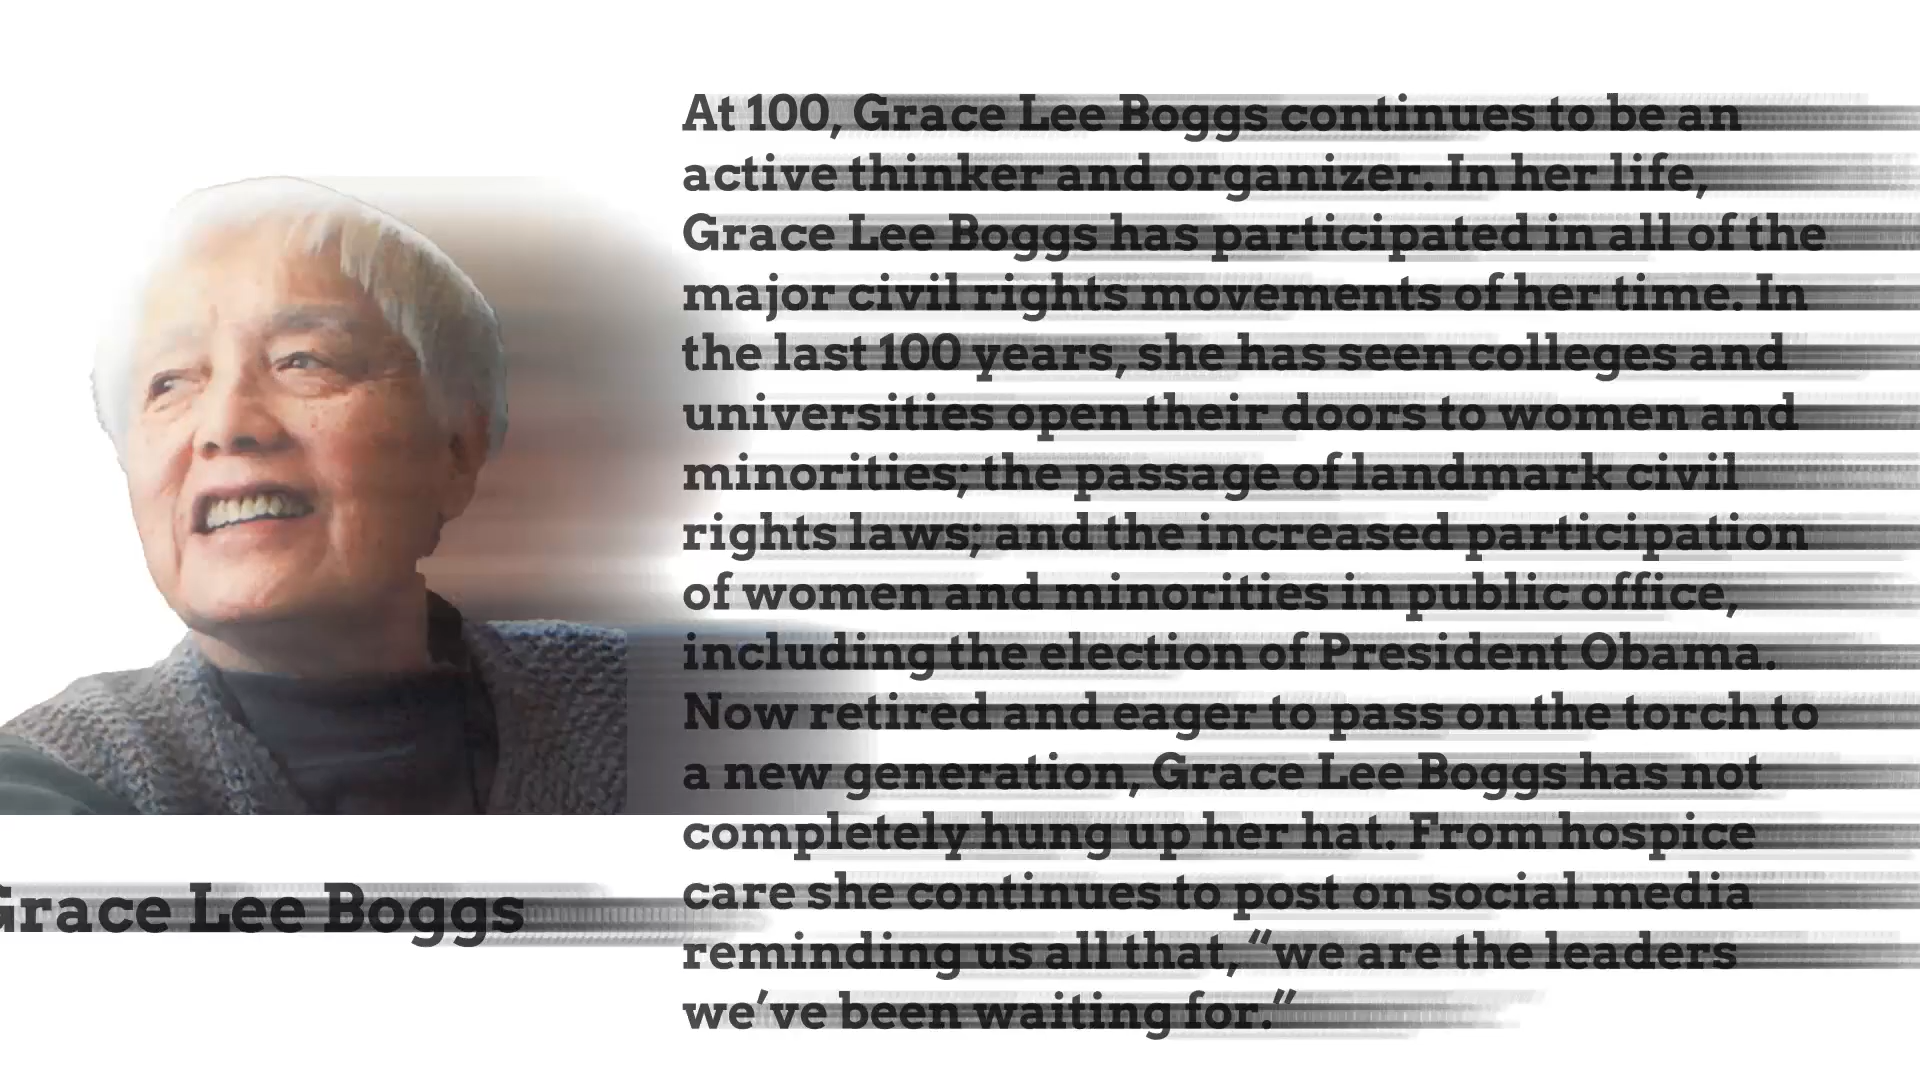 At 100, Grace Lee Boggs continues to be an
active thinker and organizer. In her life,
Grace Lee Boggs has participated in all of the
major civil rights movements of her time. In
the last 100 years, she has seen colleges and
universities open their doors to women and
minorities; the passage of landmark civil
rights laws; and the increased participation
of women and minorities in public office,
including the election of President Obama.
Now retired and eager to pass on the torch to
a new generation, Grace Lee Boggs has not
completely hung up her hat. From hospice
care she continues to post on social media
reminding us all that, “we are the leaders
we’ve been waiting for.”
Grace Lee Boggs